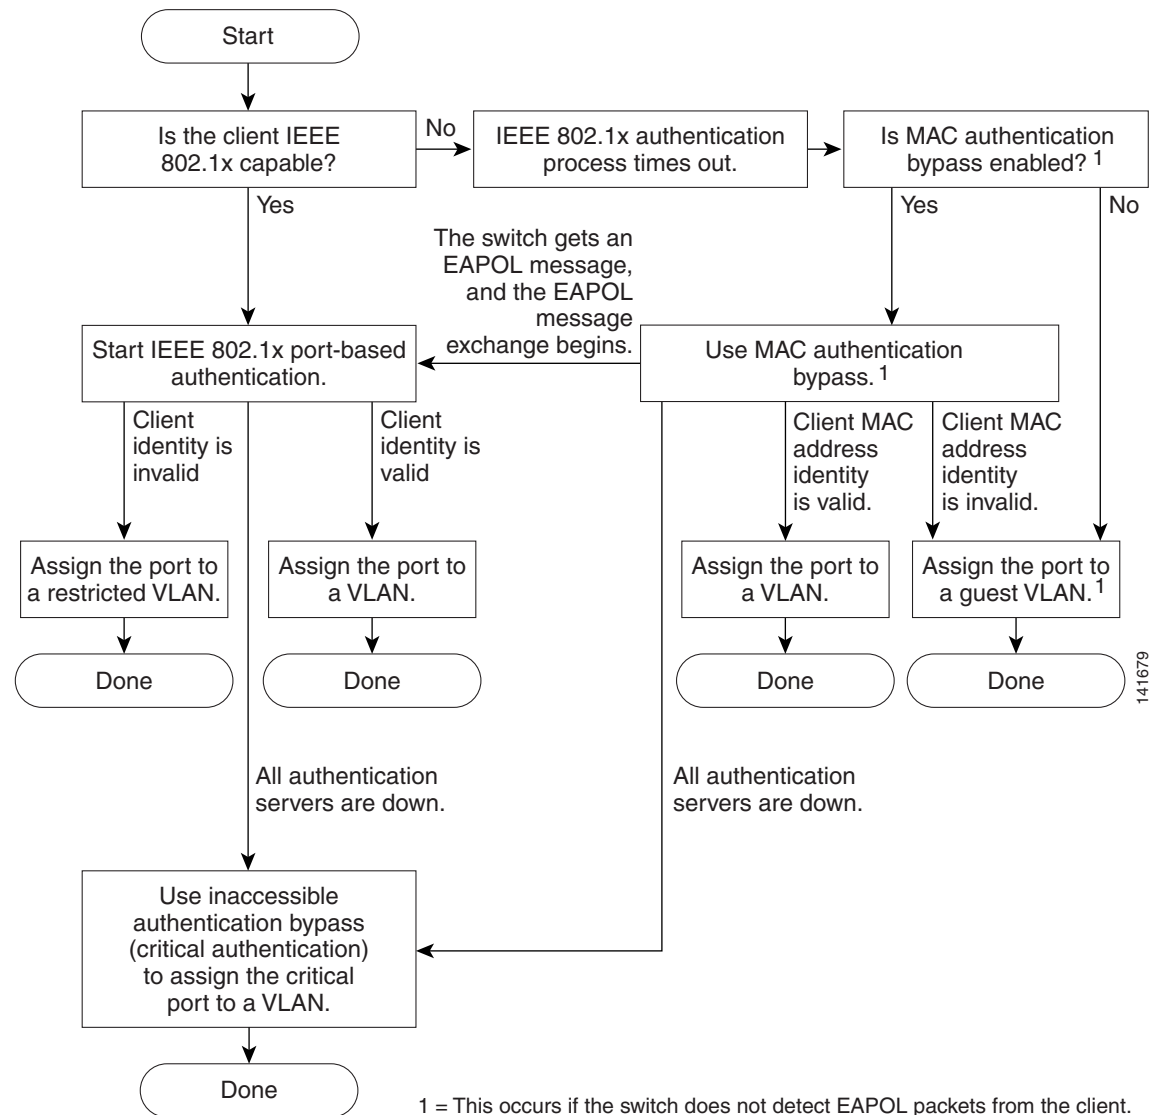 Start
Is the client IEEE
802.1x capable?
No
IEEE 802.1x authentication
process times out.
Is MAC authentication
bypass enabled? 1
Yes
Yes
No
The switch gets an
EAPOL message,
and the EAPOL
message
exchange begins.
Start IEEE 802.1x port-based
authentication.
Use MAC authentication
bypass. 1
Client
identity is
invalid
Client
identity is
valid
Client MAC
address
identity
is valid.
Client MAC
address
identity
is invalid.
Assign the port to
a restricted VLAN.
Assign the port to
a VLAN.
Assign the port to
a VLAN.
Assign the port to
a guest VLAN. 1
Done
Done
Done
Done
141679
All authentication
servers are down.
All authentication
servers are down.
Use inaccessible
authentication bypass
(critical authentication)
to assign the critical
port to a VLAN.
Done
1 = This occurs if the switch does not detect EAPOL packets from the client.